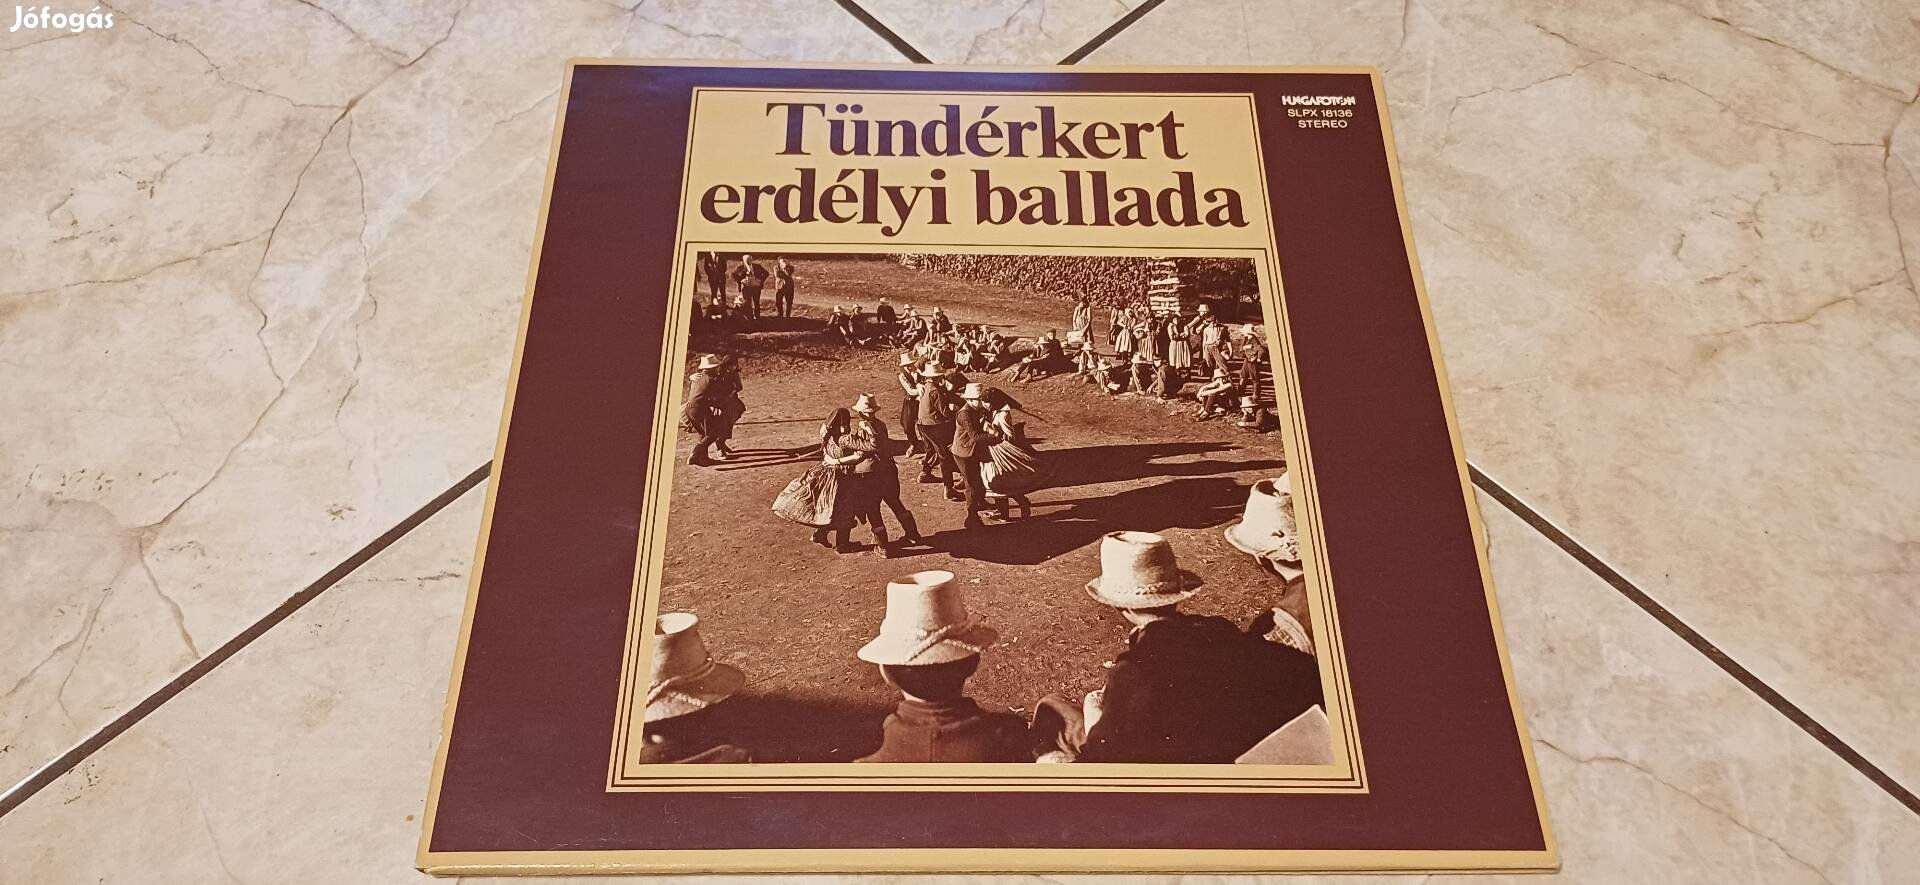 Jófogás
Tündérkert
erdélyi ballada
HUNGAROTON
SLPX 18136
STEREO